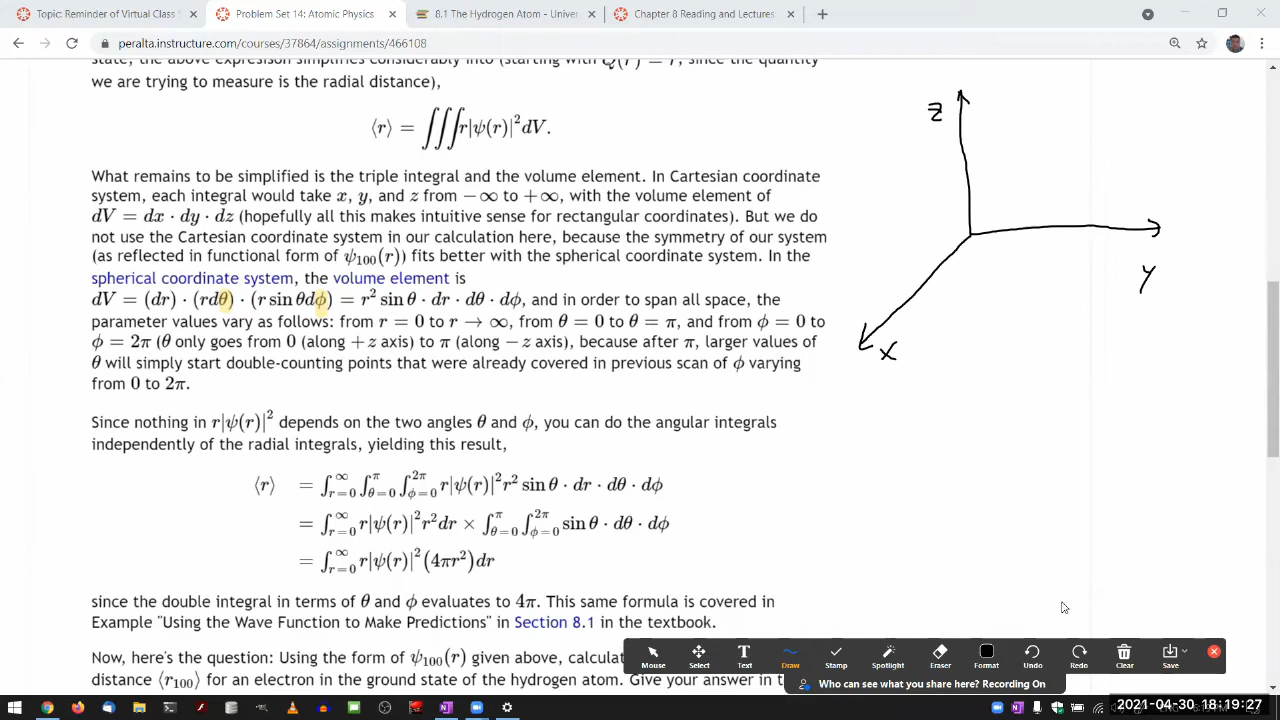 Topic: Reminder of Virtual Class
Problem Set 14: Atomic Physics
8.1 The Hydrogen Atom - Univer
Chapter 8 Reading and Lectures
peralta.instructure.com/courses/37864/assignments/466108
state, the above expresison simplifies considerably into (starting with Q(r) = r, since the quantity
we are trying to measure is the radial distance),
⟨r⟩ = ∭r|ψ(r)|²dV.
What remains to be simplified is the triple integral and the volume element. In Cartesian coordinate
system, each integral would take x, y, and z from −∞ to +∞, with the volume element of
dV = dx · dy · dz (hopefully all this makes intuitive sense for rectangular coordinates). But we do
not use the Cartesian coordinate system in our calculation here, because the symmetry of our system
(as reflected in functional form of ψ₁₀₀(r)) fits better with the spherical coordinate system. In the
spherical coordinate system, the volume element is
dV = (dr) · (rdθ) · (r sin θdϕ) = r² sin θ · dr · dθ · dϕ, and in order to span all space, the
parameter values vary as follows: from r = 0 to r → ∞, from θ = 0 to θ = π, and from ϕ = 0 to
ϕ = 2π (θ only goes from 0 (along +z axis) to π (along −z axis), because after π, larger values of
θ will simply start double-counting points that were already covered in previous scan of ϕ varying
from 0 to 2π.
Since nothing in r|ψ(r)|² depends on the two angles θ and ϕ, you can do the angular integrals
independently of the radial integrals, yielding this result,
⟨r⟩ = ∫_{r=0}^{∞} ∫_{θ=0}^{π} ∫_{ϕ=0}^{2π} r|ψ(r)|²r² sin θ · dr · dθ · dϕ
= ∫_{r=0}^{∞} r|ψ(r)|²r²dr × ∫_{θ=0}^{π} ∫_{ϕ=0}^{2π} sin θ · dθ · dϕ
= ∫_{r=0}^{∞} r|ψ(r)|²(4πr²)dr
since the double integral in terms of θ and ϕ evaluates to 4π. This same formula is covered in
Example "Using the Wave Function to Make Predictions" in Section 8.1 in the textbook.
Now, here's the question: Using the form of ψ₁₀₀(r) given above, calculat
distance ⟨r₁₀₀⟩ for an electron in the ground state of the hydrogen atom. Give your answer in t
z
y
x
Mouse
Select
Text
Draw
Stamp
Spotlight
Eraser
Format
Undo
Redo
Clear
Save
Who can see what you share here? Recording On
2021-04-30 18:19:27